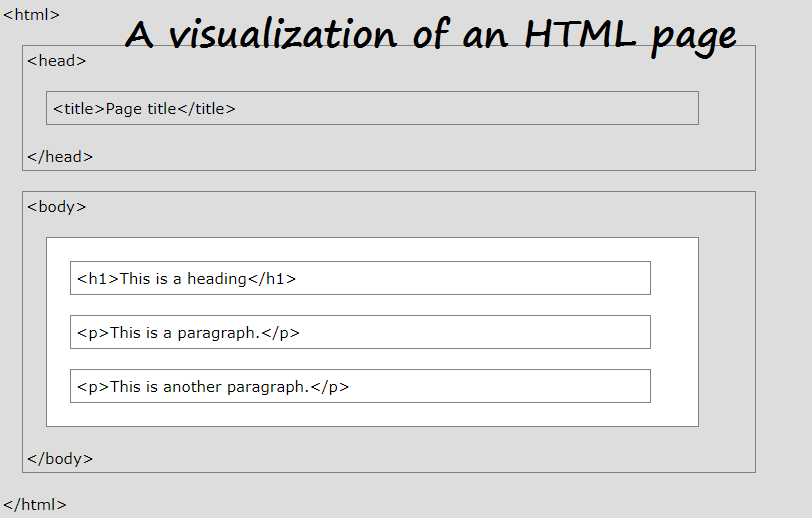 <html>
A visualization of an HTML page
<head>
<title>Page title</title>
</head>
<body>
<h1>This is a heading</h1>
<p>This is a paragraph.</p>
<p>This is another paragraph.</p>
</body>
</html>